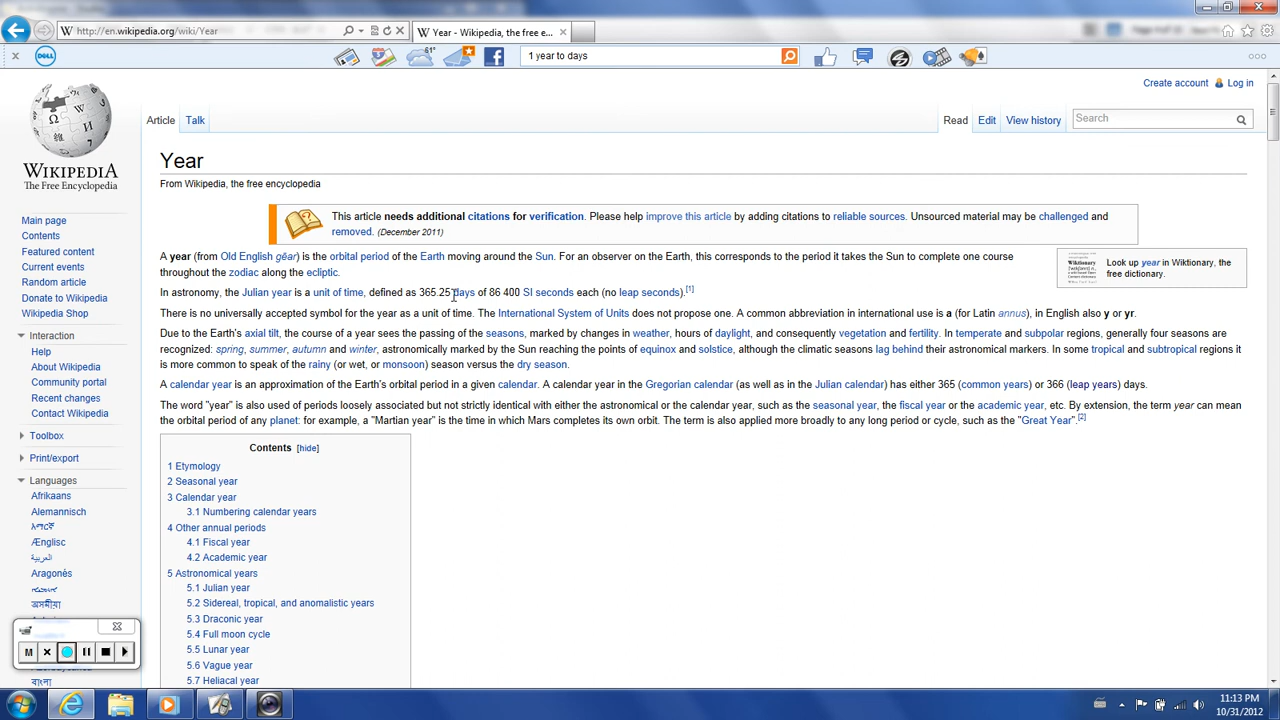 http://en.wikipedia.org/wiki/Year
Year - Wikipedia, the free e...
DELL
61°
1 year to days
Create account Log in
Article Talk
Read Edit View history
Search
WIKIPEDIA
The Free Encyclopedia
Main page
Contents
Featured content
Current events
Random article
Donate to Wikipedia
Wikipedia Shop
Interaction
Help
About Wikipedia
Community portal
Recent changes
Contact Wikipedia
Toolbox
Print/export
Languages
Afrikaans
Alemannisch
አማርኛ
Ænglisc
العربية
Aragonés
অসমীয়া
বাংলা
Year
From Wikipedia, the free encyclopedia
This article needs additional citations for verification. Please help improve this article by adding citations to reliable sources. Unsourced material may be challenged and
removed. (December 2011)
Look up year in Wiktionary, the
free dictionary.
A year (from Old English gēar) is the orbital period of the Earth moving around the Sun. For an observer on the Earth, this corresponds to the period it takes the Sun to complete one course
throughout the zodiac along the ecliptic.
In astronomy, the Julian year is a unit of time, defined as 365.25 days of 86 400 SI seconds each (no leap seconds).[1]
There is no universally accepted symbol for the year as a unit of time. The International System of Units does not propose one. A common abbreviation in international use is a (for Latin annus), in English also y or yr.
Due to the Earth's axial tilt, the course of a year sees the passing of the seasons, marked by changes in weather, hours of daylight, and consequently vegetation and fertility. In temperate and subpolar regions, generally four seasons are
recognized: spring, summer, autumn and winter, astronomically marked by the Sun reaching the points of equinox and solstice, although the climatic seasons lag behind their astronomical markers. In some tropical and subtropical regions it
is more common to speak of the rainy (or wet, or monsoon) season versus the dry season.
A calendar year is an approximation of the Earth's orbital period in a given calendar. A calendar year in the Gregorian calendar (as well as in the Julian calendar) has either 365 (common years) or 366 (leap years) days.
The word "year" is also used of periods loosely associated but not strictly identical with either the astronomical or the calendar year, such as the seasonal year, the fiscal year or the academic year, etc. By extension, the term year can mean
the orbital period of any planet: for example, a "Martian year" is the time in which Mars completes its own orbit. The term is also applied more broadly to any long period or cycle, such as the "Great Year".[2]
Contents [hide]
1 Etymology
2 Seasonal year
3 Calendar year
3.1 Numbering calendar years
4 Other annual periods
4.1 Fiscal year
4.2 Academic year
5 Astronomical years
5.1 Julian year
5.2 Sidereal, tropical, and anomalistic years
5.3 Draconic year
5.4 Full moon cycle
5.5 Lunar year
5.6 Vague year
5.7 Heliacal year
M
11:13 PM
10/31/2012